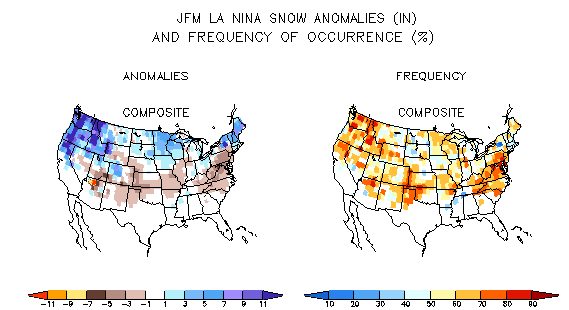 JFM LA NINA SNOW ANOMALIES (IN)
AND FREQUENCY OF OCCURRENCE (%)
ANOMALIES FREQUENCY
COMPOSITE COMPOSITE
-11 -9 -7 -5 -3 -1 1 3 5 7 9 11 10 20 30 40 50 60 70 80 90